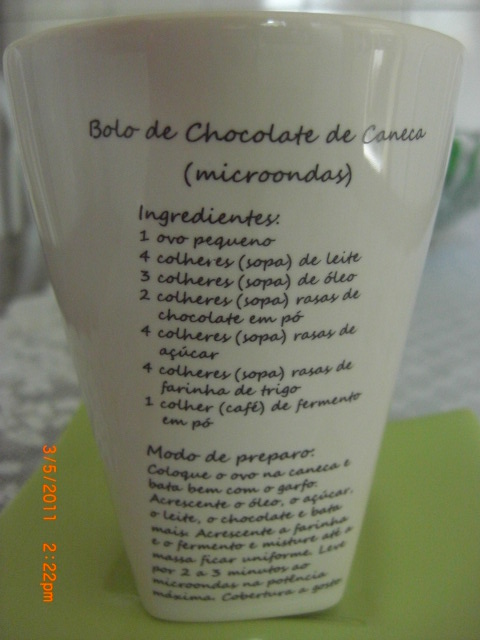 Bolo de Chocolate de Caneca
(microondas)
Ingredientes:
1 ovo pequeno
4 colheres (sopa) de leite
3 colheres (sopa) de óleo
2 colheres (sopa) rasas de
chocolate em pó
4 colheres (sopa) rasas de
açúcar
4 colheres (sopa) rasas de
farinha de trigo
1 colher (café) de fermento
em pó
Modo de preparo:
Coloque o ovo na caneca e
bata bem com o garfo.
Acrescente o óleo, o açúcar,
o leite, o chocolate e bata
mais. Acrescente a farinha
e o fermento e misture até a
massa ficar uniforme. Leve
por 2 a 3 minutos ao
microondas na potência
máxima. Cobertura a gosto
3/5/2011 2:22pm